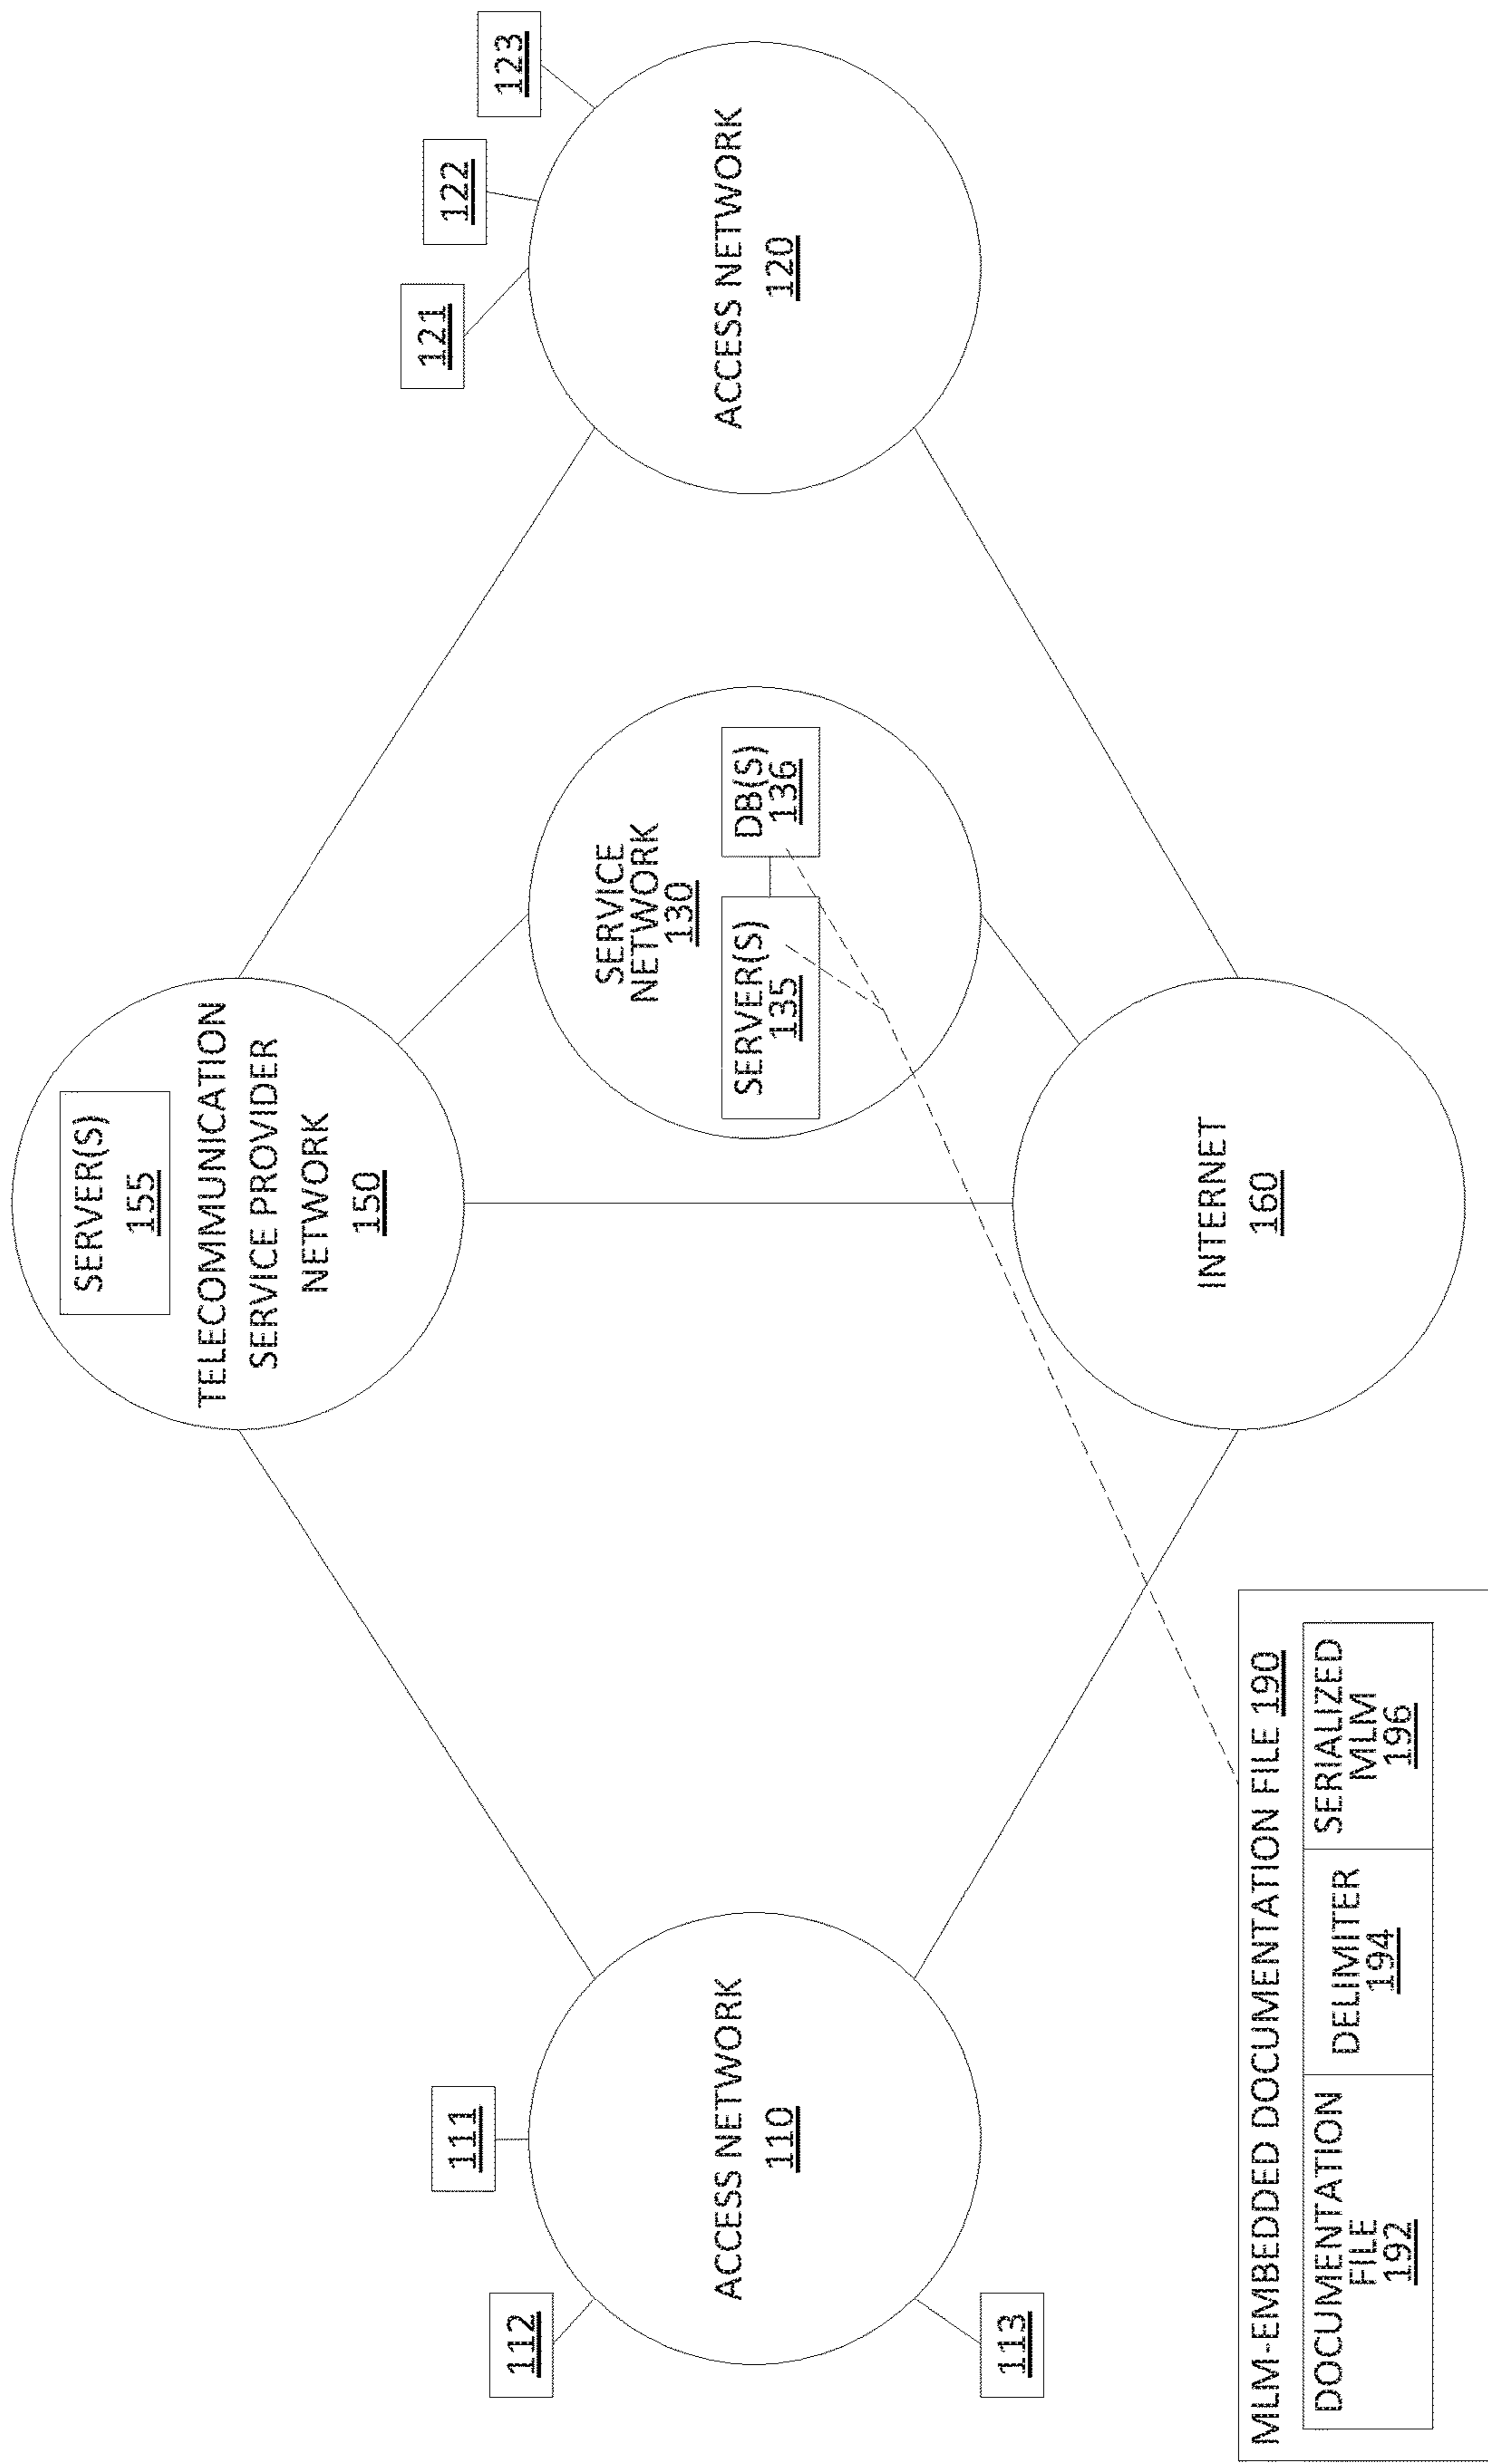 SERVER(S)
155
TELECOMMUNICATION
SERVICE PROVIDER
NETWORK
150
111
112
ACCESS NETWORK
110
113
SERVICE
NETWORK
130
SERVER(S)
135
DB(S)
136
121
122
123
ACCESS NETWORK
120
INTERNET
160
MLM-EMBEDDED DOCUMENTATION FILE 190
DOCUMENTATION
FILE
192
DELIMITER
194
SERIALIZED
MLM
196